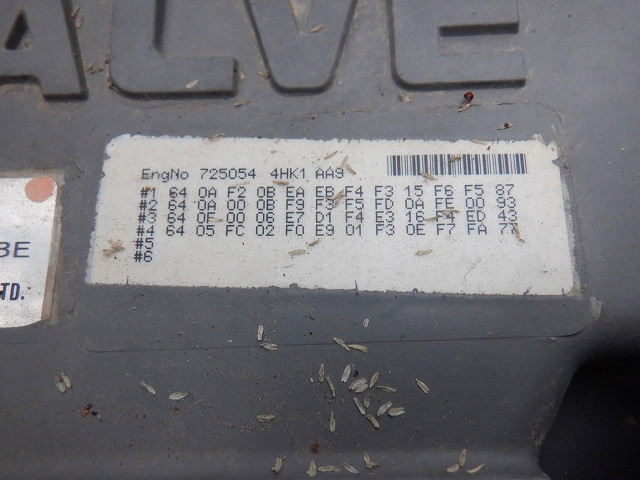 ALVE
EngNo 725054 4HK1 AA9
#1 64 0A F2 0B EA EB F4 F3 15 F6 F5 87
#2 64 0A 00 0B F9 F3 F5 FD 0A FE 00 93
#3 64 0F 00 06 E7 D1 F4 E3 16 F4 ED 43
#4 64 05 FC 02 F0 E9 01 F3 0E F7 FA 77
#5
#6
BE
TD.